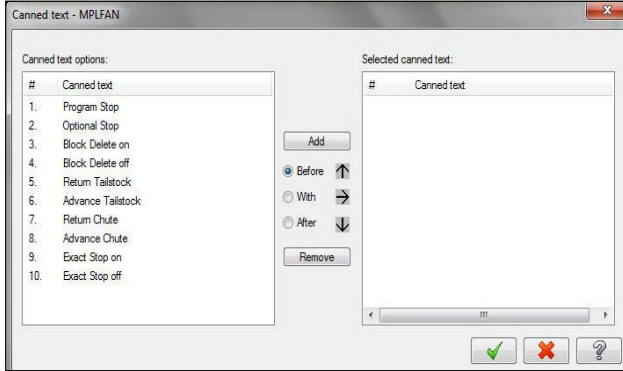 Canned text - MPLFAN
Canned text options:
# Canned text
1. Program Stop
2. Optional Stop
3. Block Delete on
4. Block Delete off
5. Return Tailstock
6. Advance Tailstock
7. Return Chute
8. Advance Chute
9. Exact Stop on
10. Exact Stop off
Add
Before
With
After
Remove
Selected canned text:
# Canned text